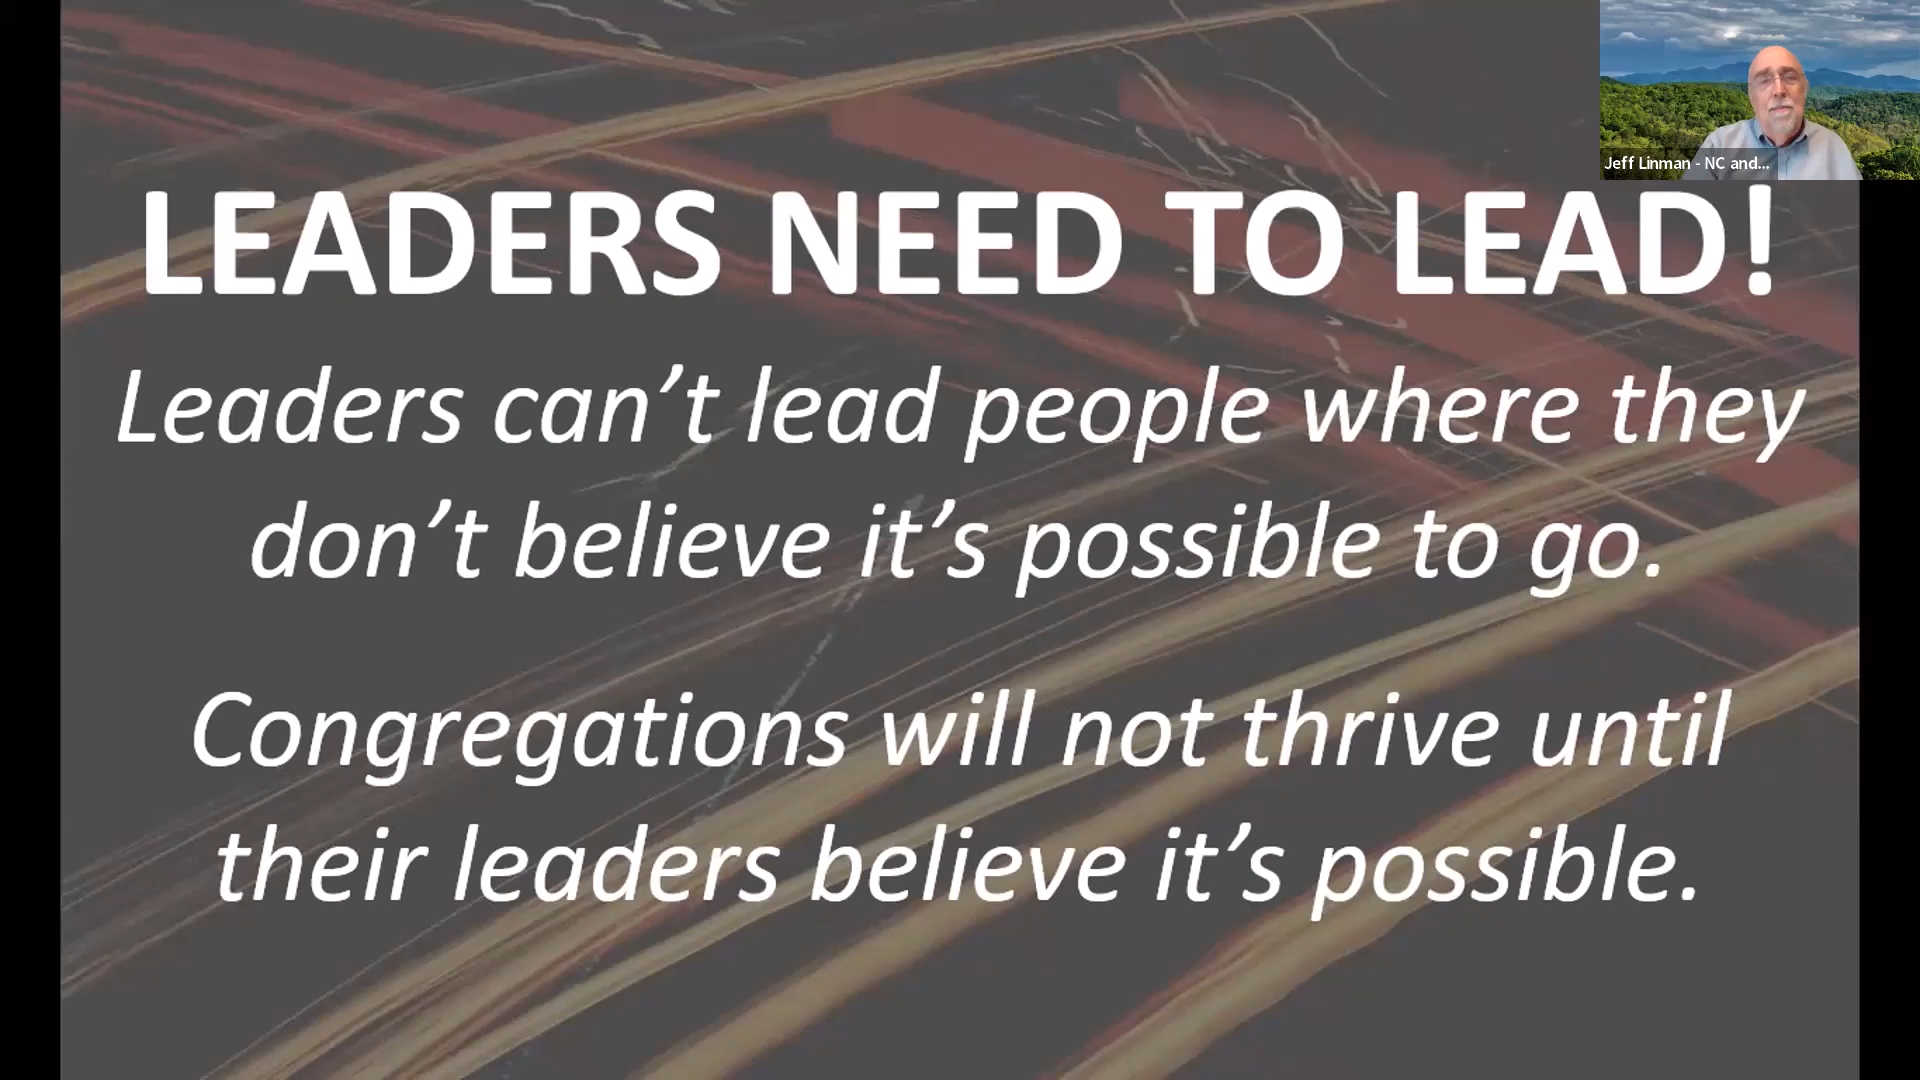 Jeff Linman - NC and...
LEADERS NEED TO LEAD!
Leaders can’t lead people where they
don’t believe it’s possible to go.
Congregations will not thrive until
their leaders believe it’s possible.